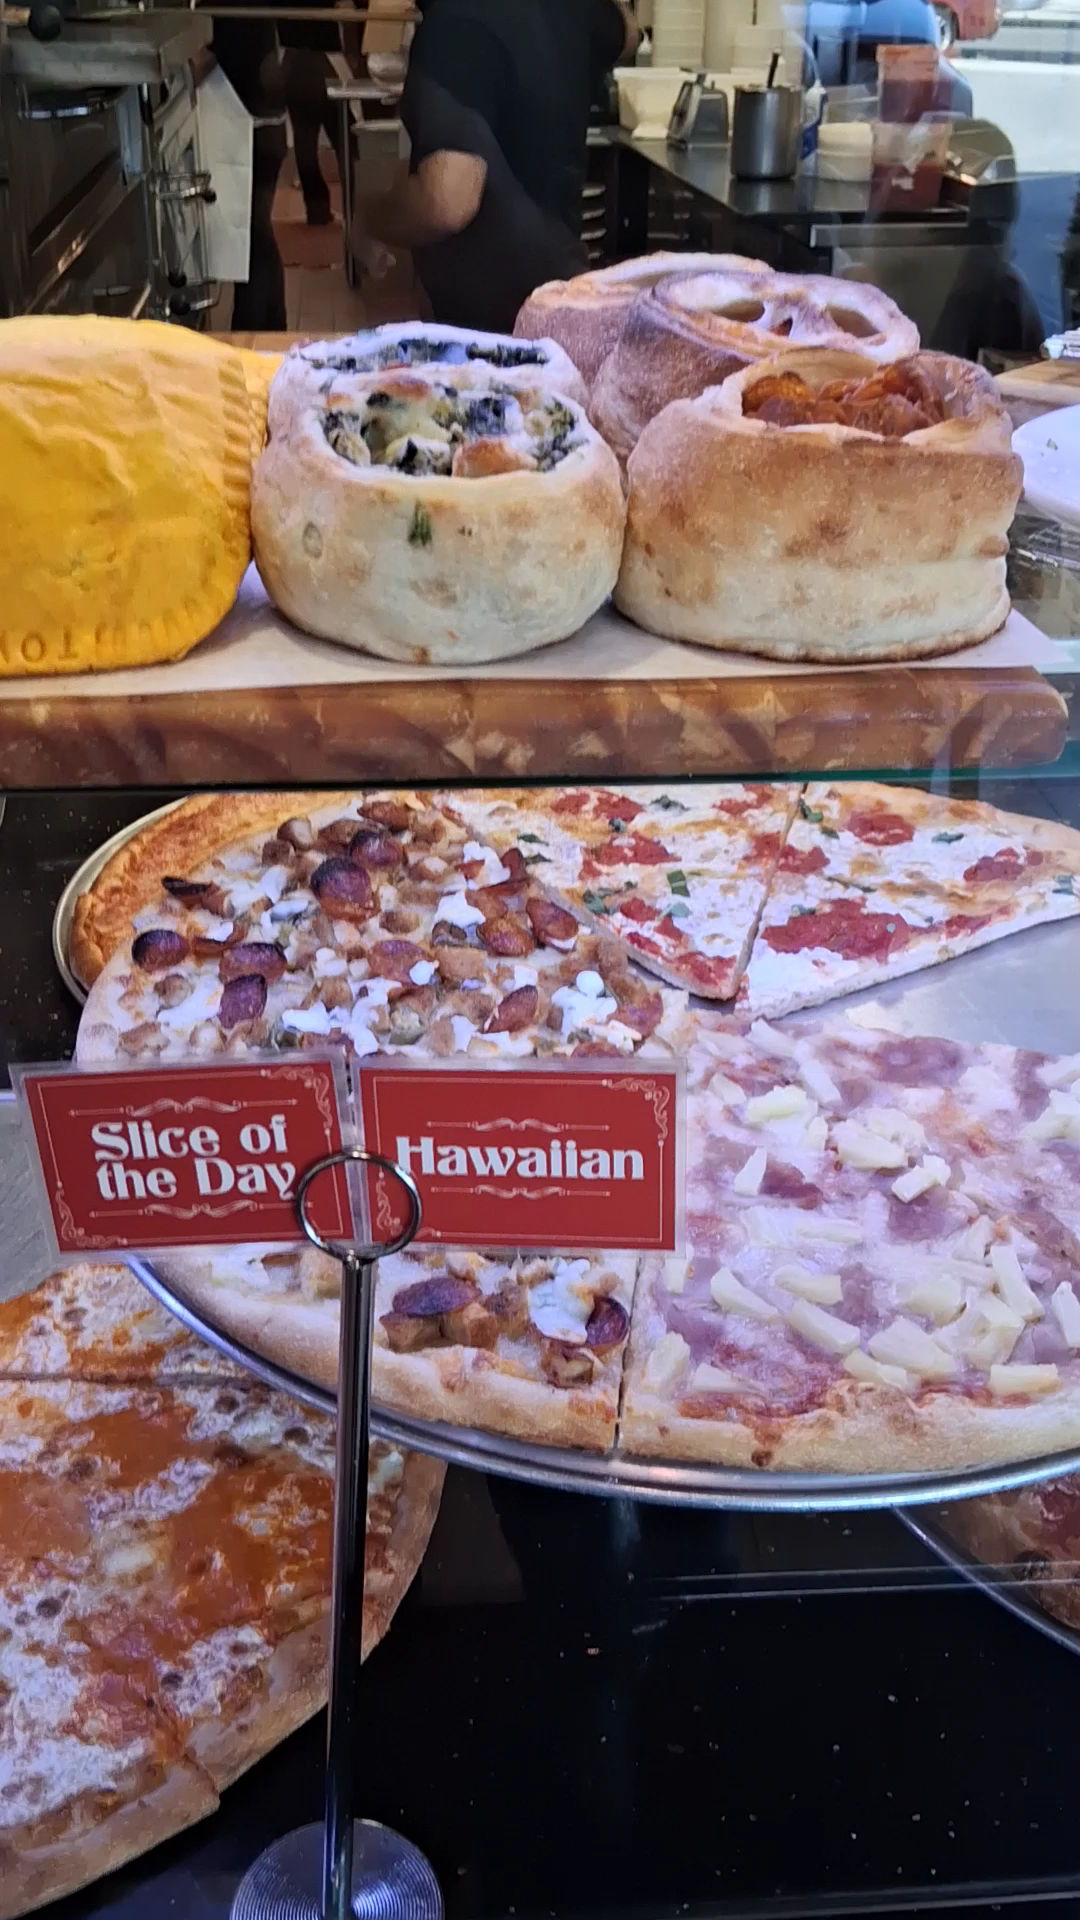 Slice of
the Day
Hawaiian